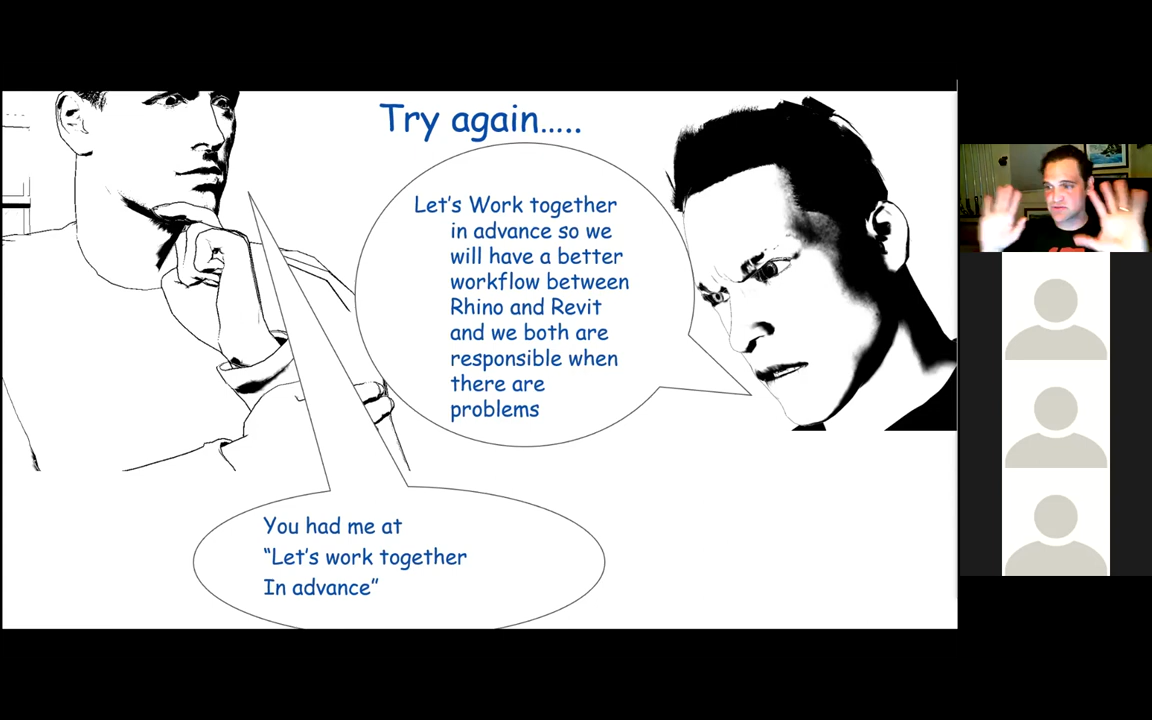 Try again.....
Let's Work together
in advance so we
will have a better
workflow between
Rhino and Revit
and we both are
responsible when
there are
problems
You had me at
“Let's work together
In advance”